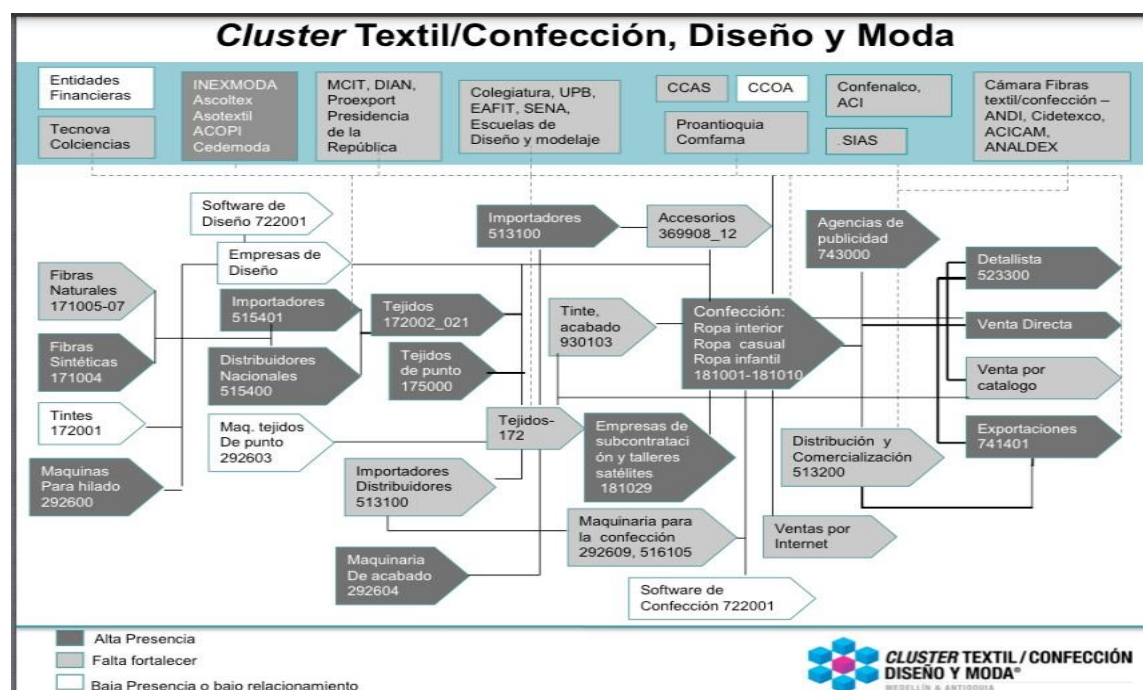 Cluster Textil/Confección, Diseño y Moda
Entidades
Financieras
Tecnova
Colciencias
INEXMODA
Ascoltex
Asotextil
ACOPI
Cedemoda
MCIT, DIAN,
Proexport
Presidencia
de la
República
Colegiatura, UPB,
EAFIT, SENA,
Escuelas de
Diseño y modelaje
CCAS
CCOA
Proantioquia
Comfama
Confenalco,
ACI
.SIAS
Cámara Fibras
textil/confección –
ANDI, Cidetexco,
ACICAM,
ANALDEX
Software de
Diseño 722001
Empresas de
Diseño
Importadores
513100
Accesorios
369908_12
Agencias de
publicidad
743000
Detallista
523300
Fibras
Naturales
171005-07
Importadores
515401
Tejidos
172002_021
Tinte,
acabado
930103
Confección:
Ropa interior
Ropa  casual
Ropa infantil
181001-181010
Venta Directa
Fibras
Sintéticas
171004
Distribuidores
Nacionales
515400
Tejidos
de punto
175000
Venta por
catalogo
Tintes
172001
Maq. tejidos
De punto
292603
Tejidos-
172
Empresas de
subcontrataci
ón y talleres
satélites
181029
Distribución  y
Comercialización
513200
Exportaciones
741401
Maquinas
Para hilado
292600
Importadores
Distribuidores
513100
Maquinaria para
la  confección
292609, 516105
Ventas por
Internet
Maquinaria
De acabado
292604
Software de
Confección 722001
Alta Presencia
Falta fortalecer
Baja Presencia o bajo relacionamiento
CLUSTER TEXTIL/CONFECCIÓN
DISEÑO Y MODA®
MEDELLÍN & ANTIOQUIA